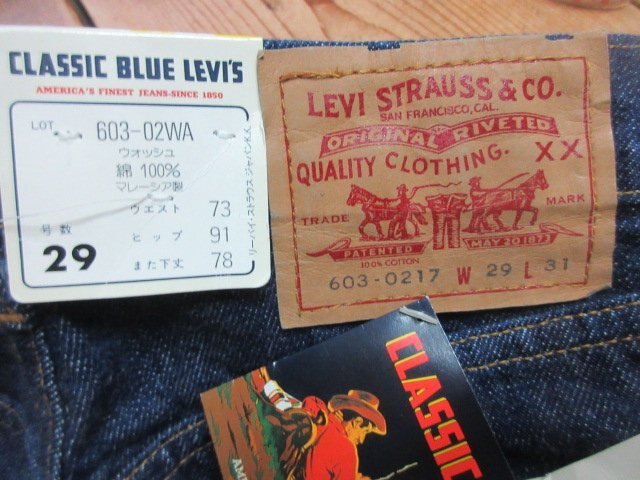 CLASSIC BLUE LEVI'S
AMERICA'S FINEST JEANS-SINCE 1850
LOT 603-02WA
ウォッシュ
綿 100%
マレーシア製
ウエスト 73
号数 ヒップ 91
29 また下丈 78
リーバイ・ストラウス ジャパンK.K.
LEVI STRAUSS & CO.
SAN FRANCISCO, CAL.
ORIGINAL RIVETED
QUALITY CLOTHING. XX
TRADE MARK
PATENTED MAY 20 1873
100% COTTON
603-0217 W 29 L 31
CLASSIC